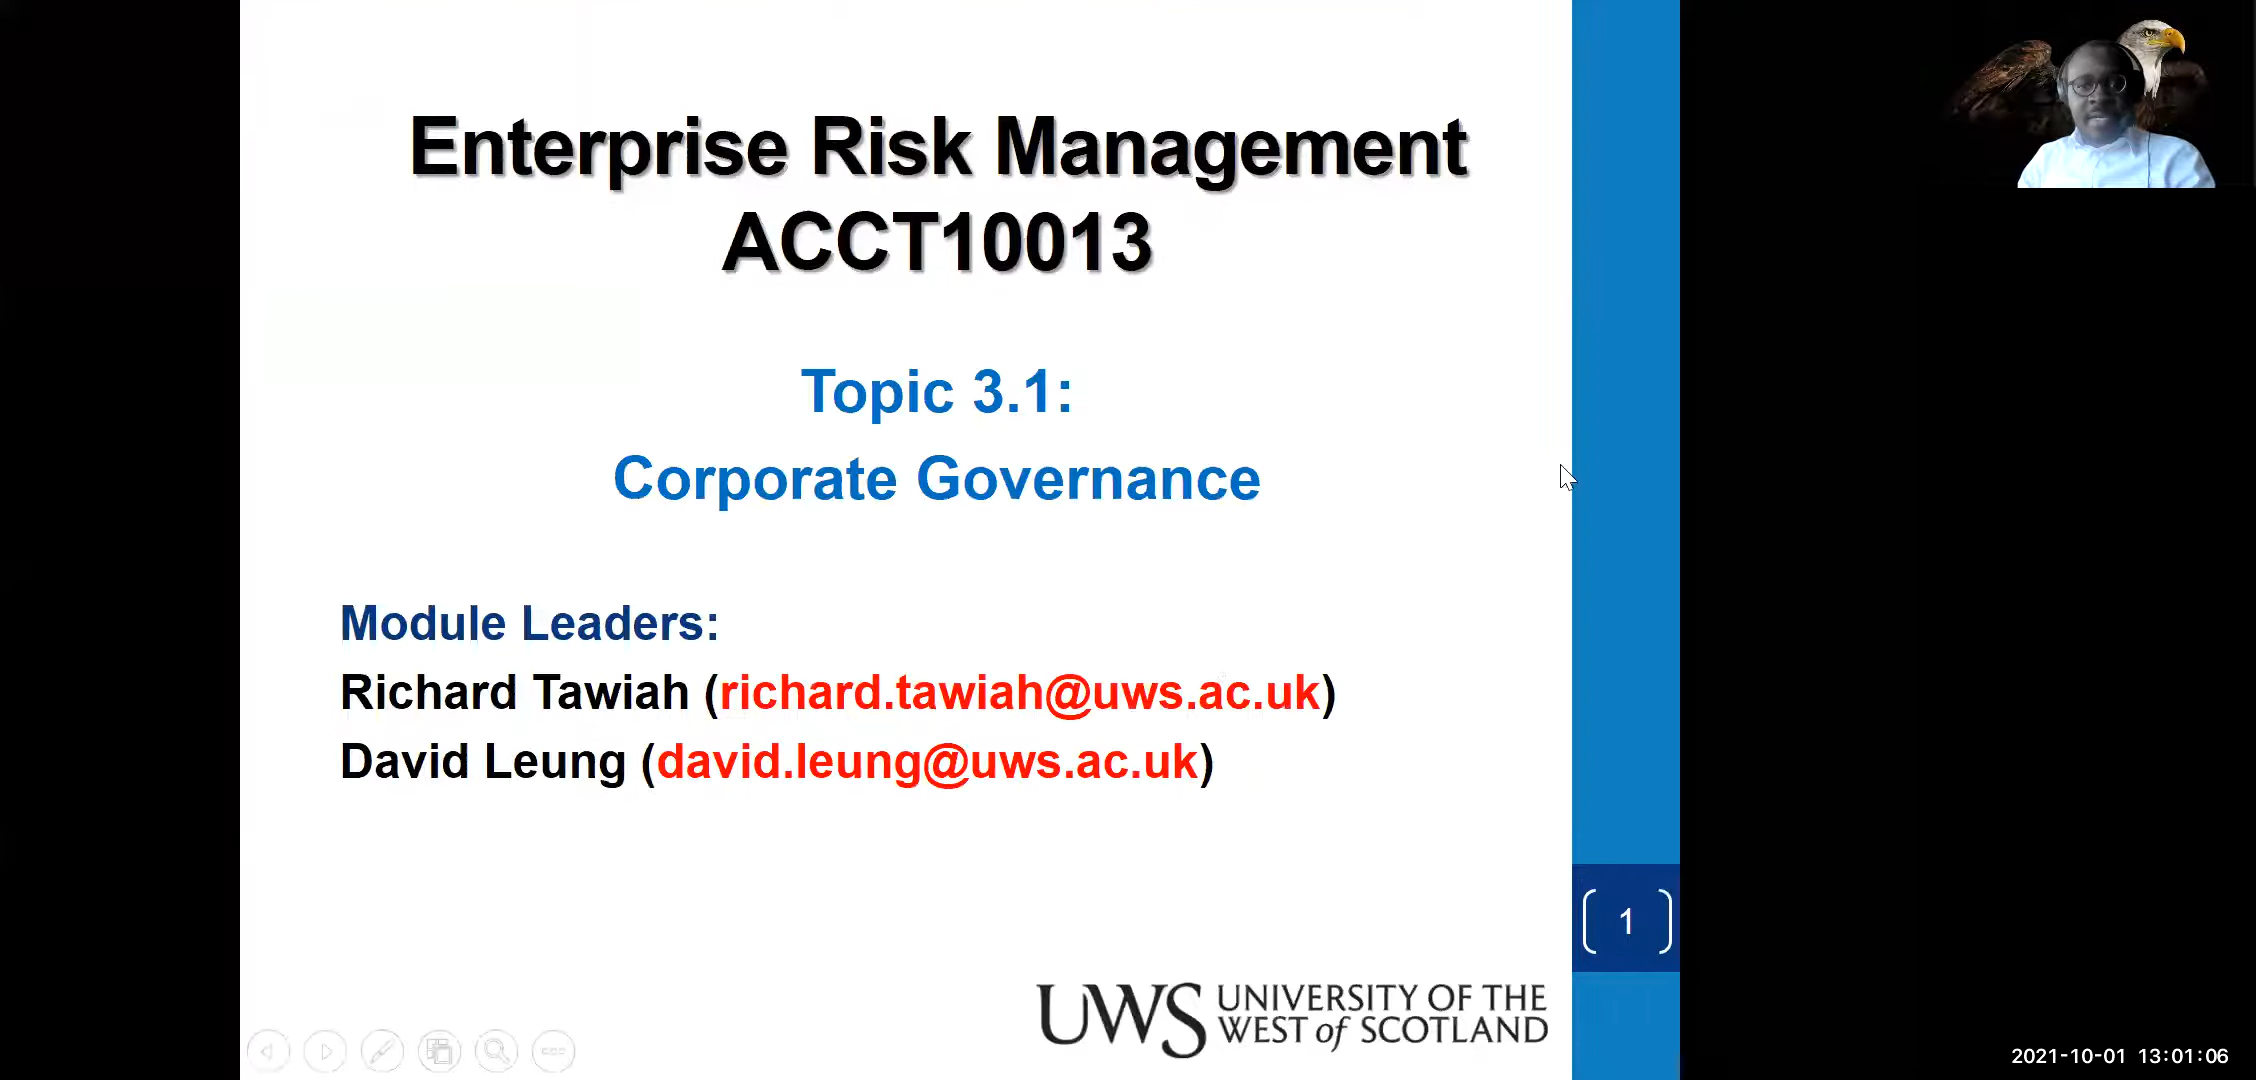 Enterprise Risk Management
ACCT10013
Topic 3.1:
Corporate Governance
Module Leaders:
Richard Tawiah (richard.tawiah@uws.ac.uk)
David Leung (david.leung@uws.ac.uk)
1
UWS UNIVERSITY OF THE
WEST of SCOTLAND
2021-10-01 13:01:06